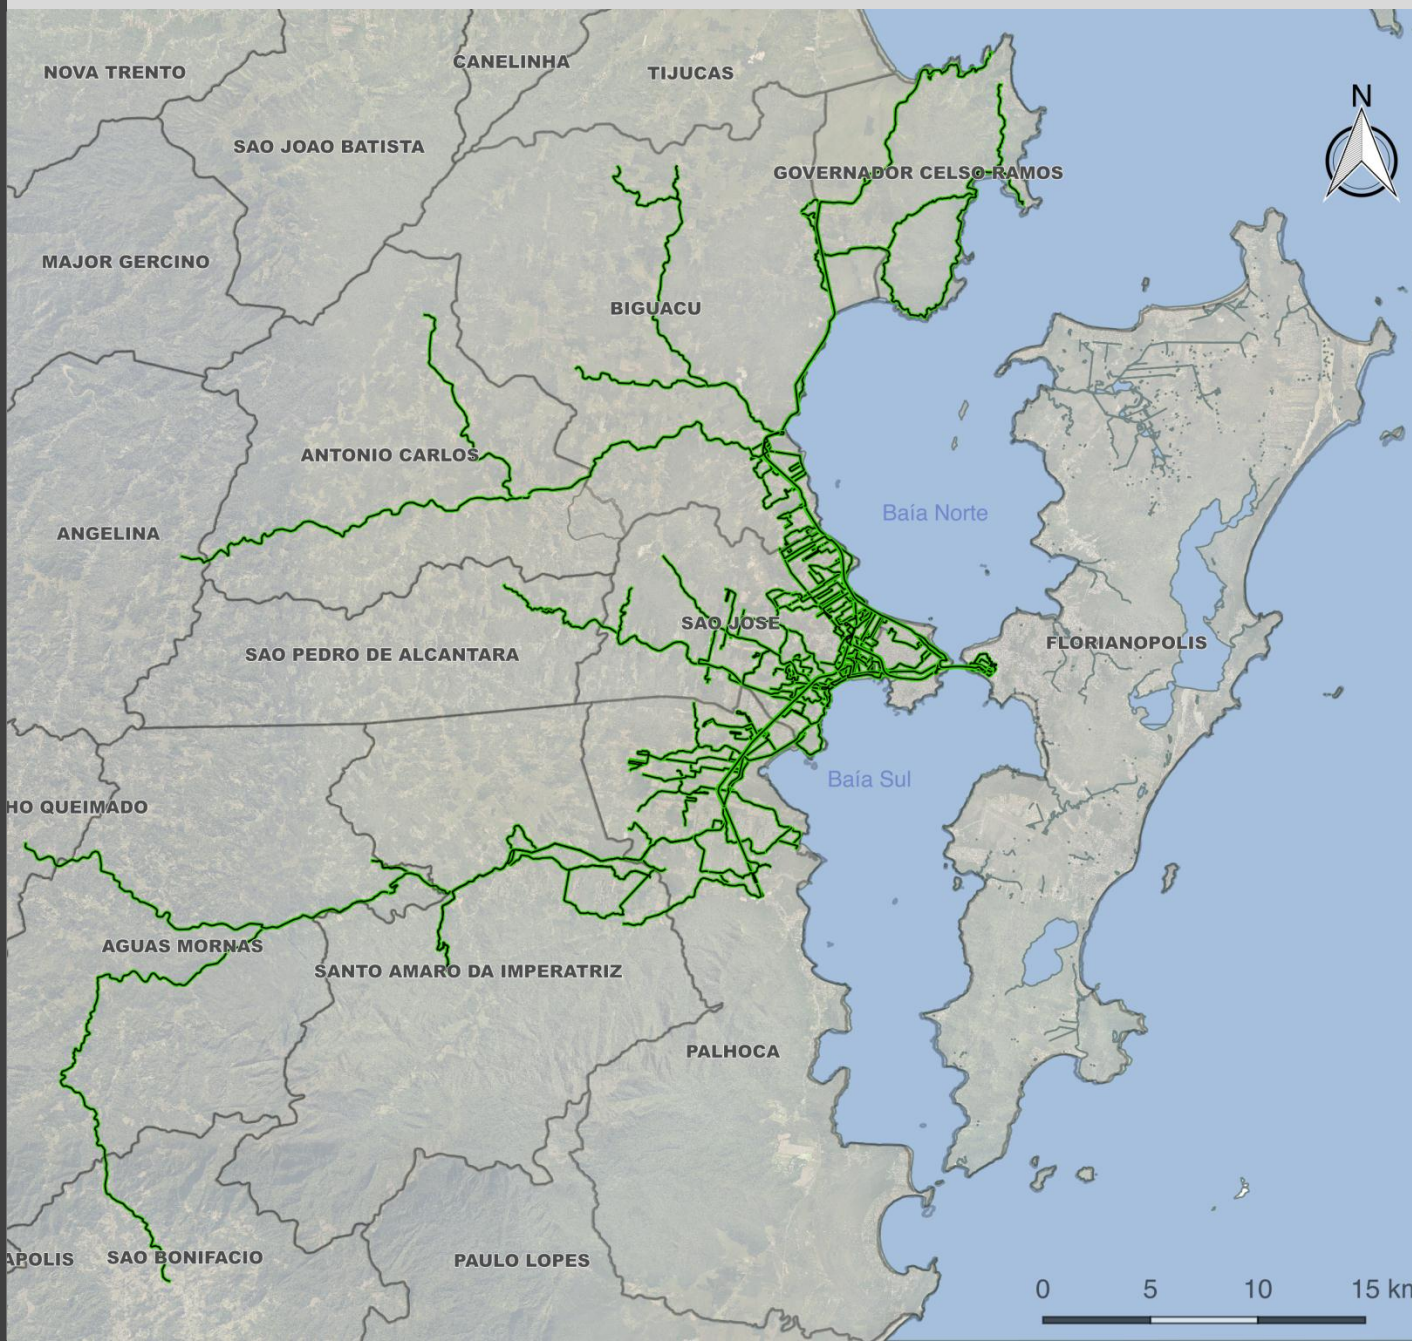 CANELINHA
NOVA TRENTO
TIJUCAS
N
SAO JOAO BATISTA
GOVERNADOR CELSO RAMOS
MAJOR GERCINO
BIGUACU
ANTONIO CARLOS
Baía Norte
ANGELINA
SAO JOSE
FLORIANOPOLIS
SAO PEDRO DE ALCANTARA
Baía Sul
HO QUEIMADO
AGUAS MORNAS
SANTO AMARO DA IMPERATRIZ
PALHOCA
APOLIS
SAO BONIFACIO
PAULO LOPES
0 5 10 15 km